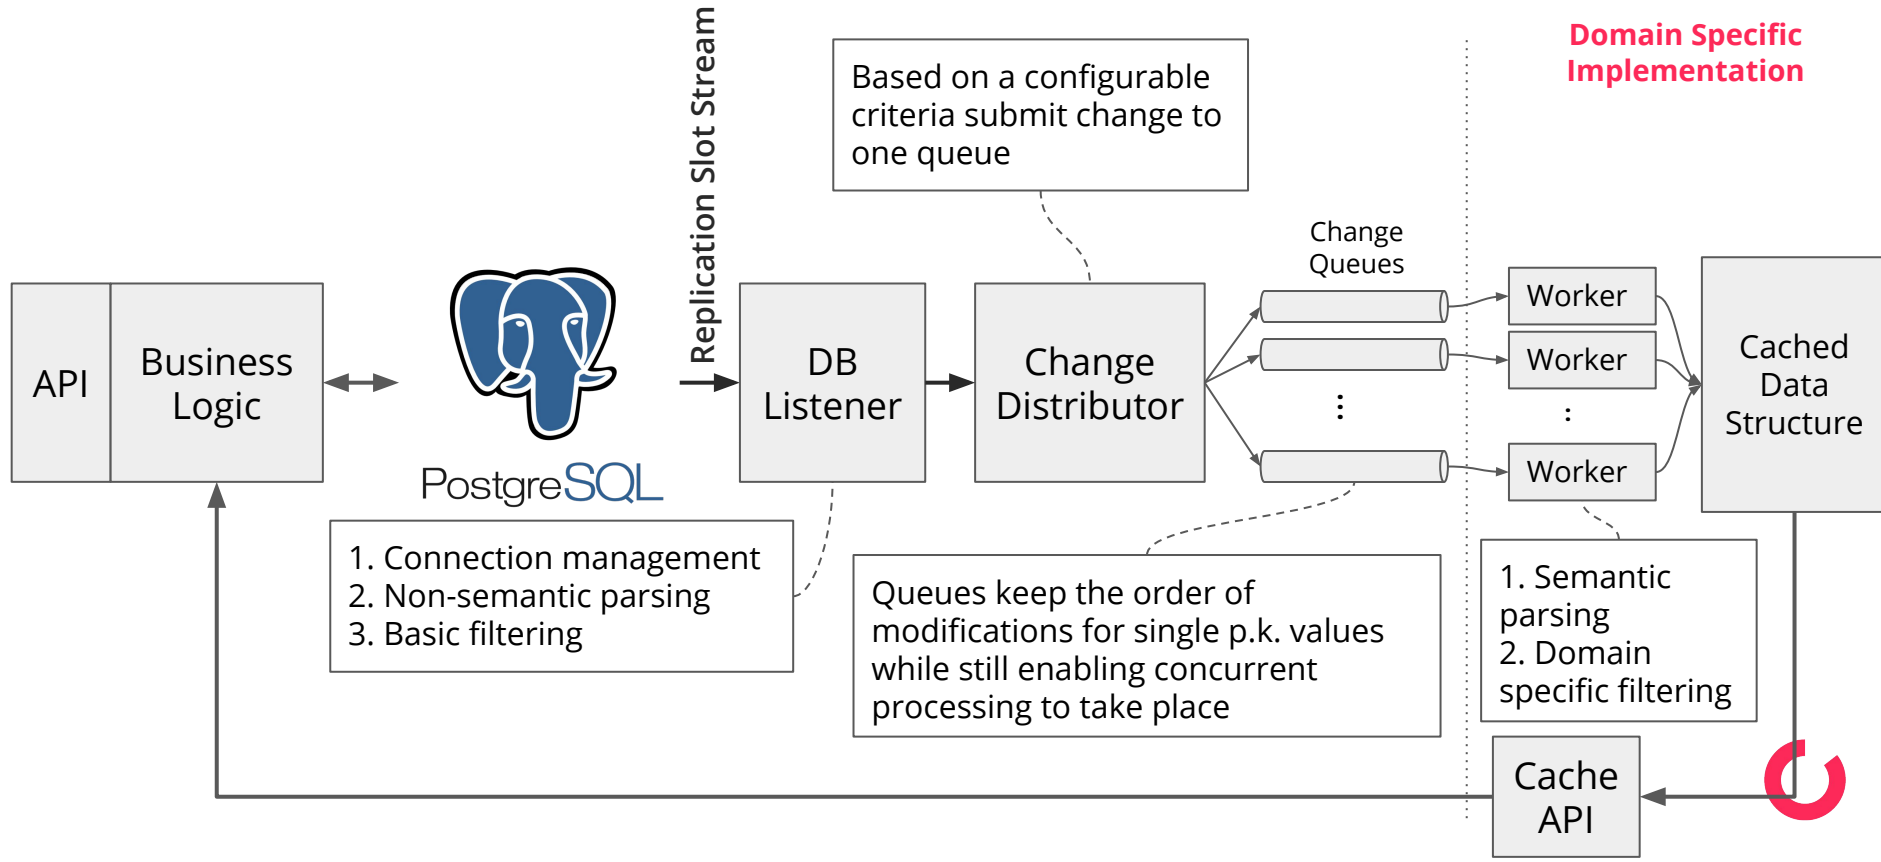 Domain Specific
Implementation
Replication Slot Stream
Based on a configurable
criteria submit change to
one queue
Change
Queues
API
Business
Logic
PostgreSQL
DB
Listener
Change
Distributor
⋮
Worker
Worker
:
Worker
Cached
Data
Structure
1. Connection management
2. Non-semantic parsing
3. Basic filtering
Queues keep the order of
modifications for single p.k. values
while still enabling concurrent
processing to take place
1. Semantic
parsing
2. Domain
specific filtering
Cache
API